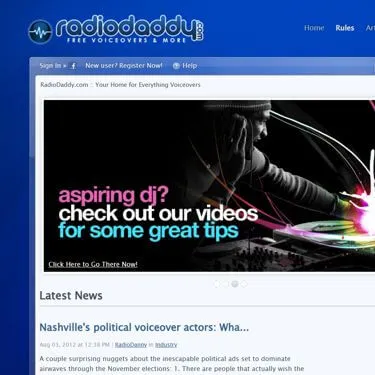 radiodaddy.com
FREE VOICEOVERS & MORE
Home Rules
Sign In » New user? Register Now! Help
RadioDaddy.com :: Your Home for Everything Voiceovers
aspiring dj?
check out our videos
for some great tips
Click Here to Go There Now!
Latest News
Nashville's political voiceover actors: Wha...
Aug 03, 2012 at 12:38 PM | RadioDanny in Industry
A couple surprising nuggets about the inescapable political ads set to dominate
airwaves through the November elections: 1. There are people that actually wish the